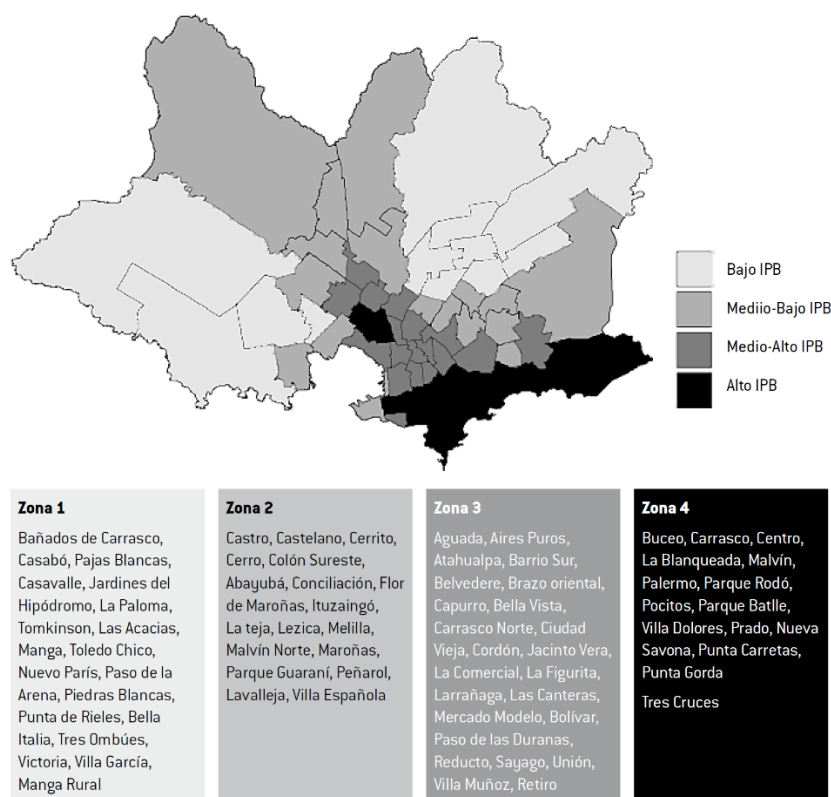 Bajo IPB
Mediio-Bajo IPB
Medio-Alto IPB
Alto IPB
Zona 1
Bañados de Carrasco,
Casabó, Pajas Blancas,
Casavalle, Jardines del
Hipódromo, La Paloma,
Tomkinson, Las Acacias,
Manga, Toledo Chico,
Nuevo París, Paso de la
Arena, Piedras Blancas,
Punta de Rieles, Bella
Italia, Tres Ombúes,
Victoria, Villa García,
Manga Rural
Zona 2
Castro, Castelano, Cerrito,
Cerro, Colón Sureste,
Abayubá, Conciliación, Flor
de Maroñas, Ituzaingó,
La teja, Lezica, Melilla,
Malvín Norte, Maroñas,
Parque Guaraní, Peñarol,
Lavalleja, Villa Española
Zona 3
Aguada, Aires Puros,
Atahualpa, Barrio Sur,
Belvedere, Brazo oriental,
Capurro, Bella Vista,
Carrasco Norte, Ciudad
Vieja, Cordón, Jacinto Vera,
La Comercial, La Figurita,
Larrañaga, Las Canteras,
Mercado Modelo, Bolívar,
Paso de las Duranas,
Reducto, Sayago, Unión,
Villa Muñoz, Retiro
Zona 4
Buceo, Carrasco, Centro,
La Blanqueada, Malvín,
Palermo, Parque Rodó,
Pocitos, Parque Batlle,
Villa Dolores, Prado, Nueva
Savona, Punta Carretas,
Punta Gorda
Tres Cruces